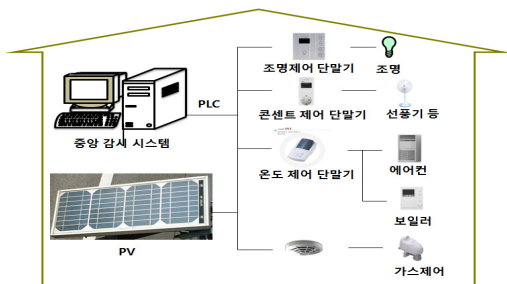 조명제어 단말기
조명
PLC
콘센트 제어 단말기
선풍기 등
중앙 감시 시스템
온도 제어 단말기
에어컨
보일러
PV
가스제어